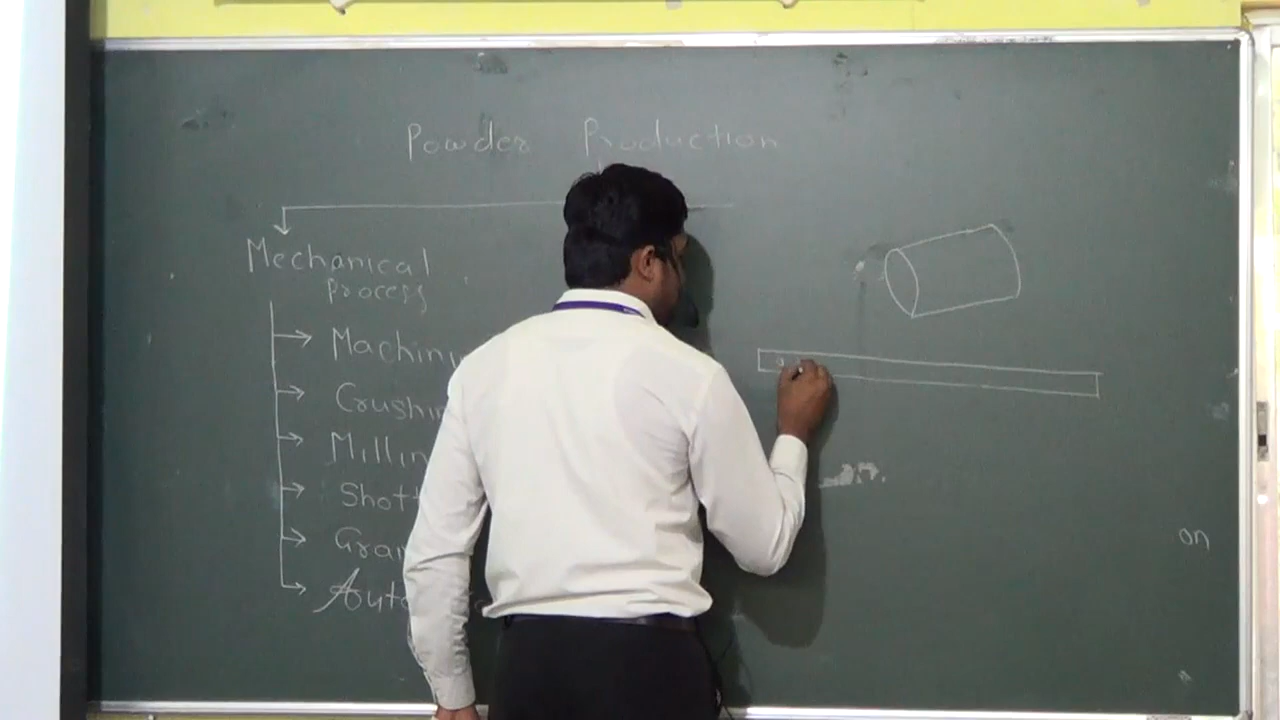 Powder Production
Mechanical
process
Machini
Crushin
Millin
Shott
Gra
Auto
on